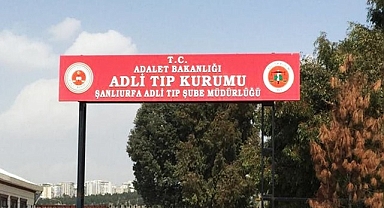 T.C.
ADALET BAKANLIĞI
ADLİ TIP KURUMU
ŞANLIURFA ADLİ TIP ŞUBE MÜDÜRLÜĞÜ